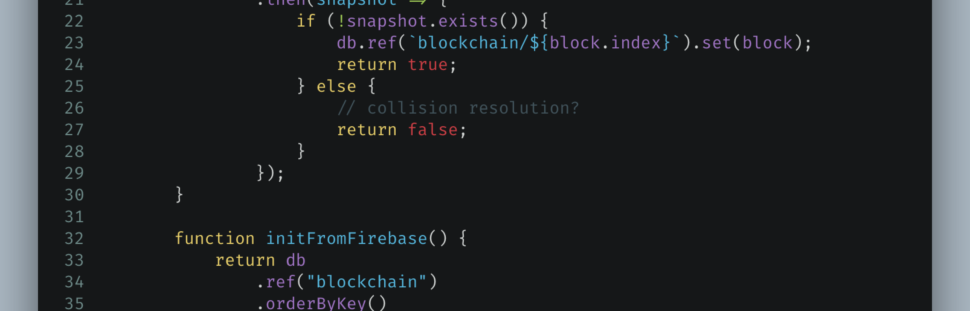 21 .then(snapshot => {
22 if (!snapshot.exists()) {
23 db.ref(`blockchain/${block.index}`).set(block);
24 return true;
25 } else {
26 // collision resolution?
27 return false;
28 }
29 });
30 }
31
32 function initFromFirebase() {
33 return db
34 .ref("blockchain")
35 .orderByKey()